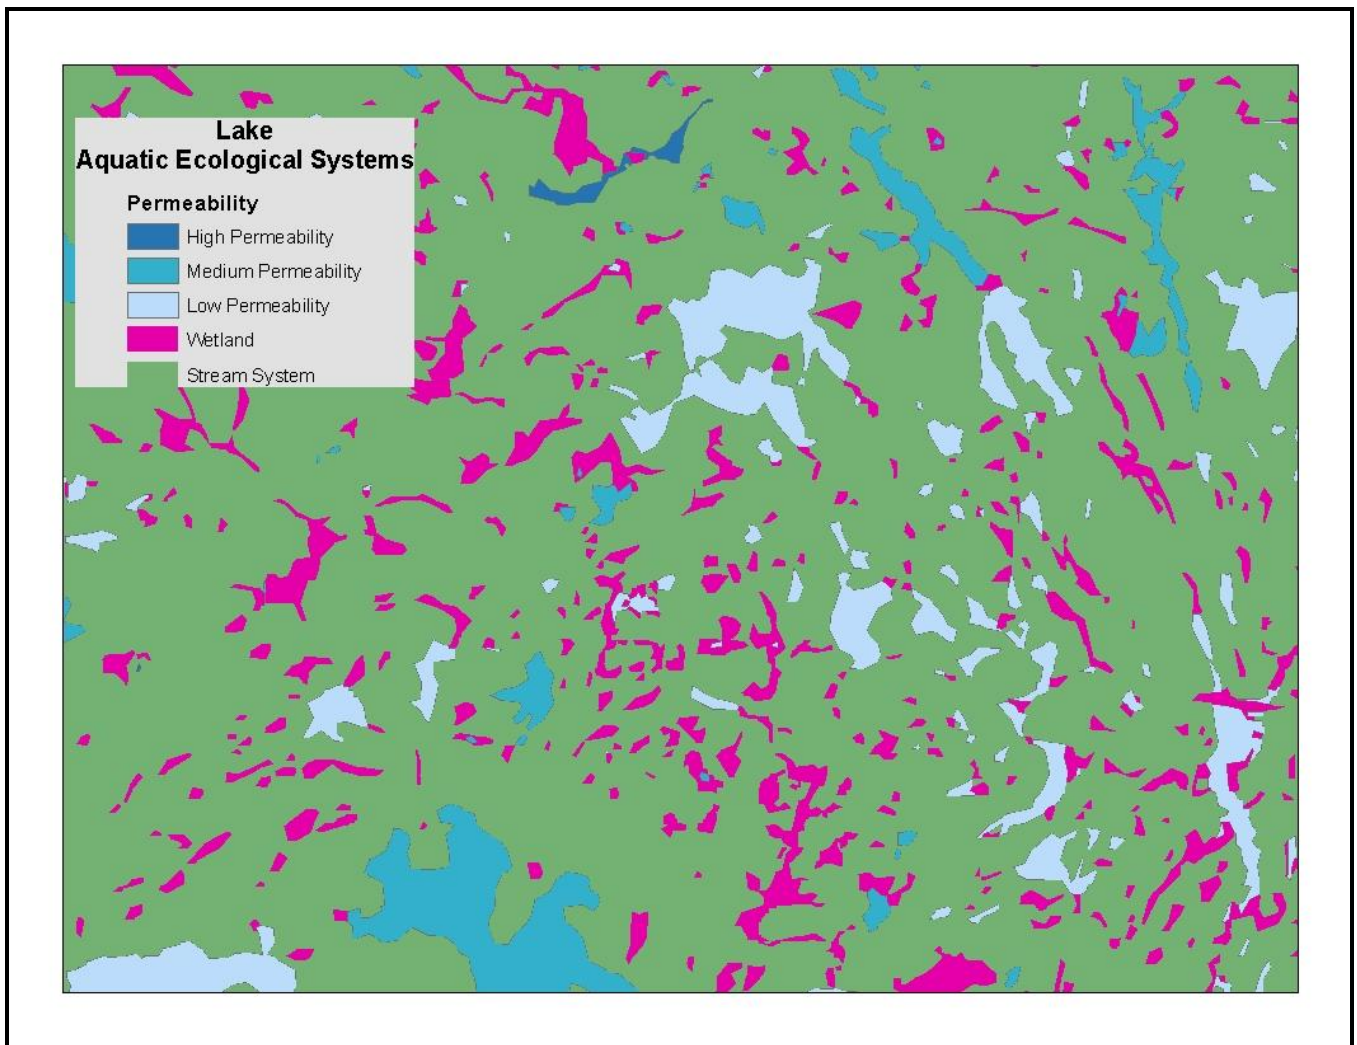 Lake
Aquatic Ecological Systems
Permeability
High Permeability
Medium Permeability
Low Permeability
Wetland
Stream System